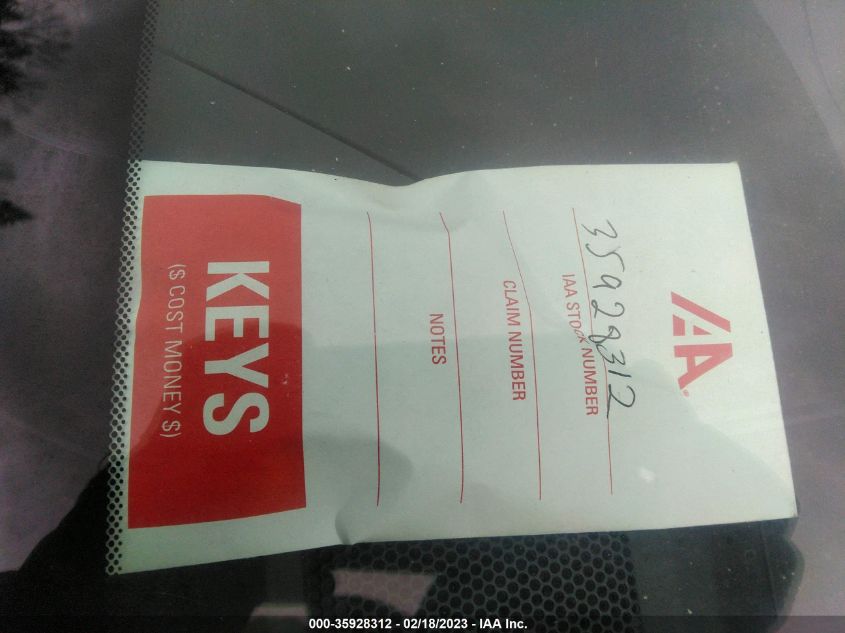 IAA
35928312
IAA STOCK NUMBER
CLAIM NUMBER
NOTES
KEYS
($ COST MONEY $)
000-35928312 - 02/18/2023 - IAA Inc.